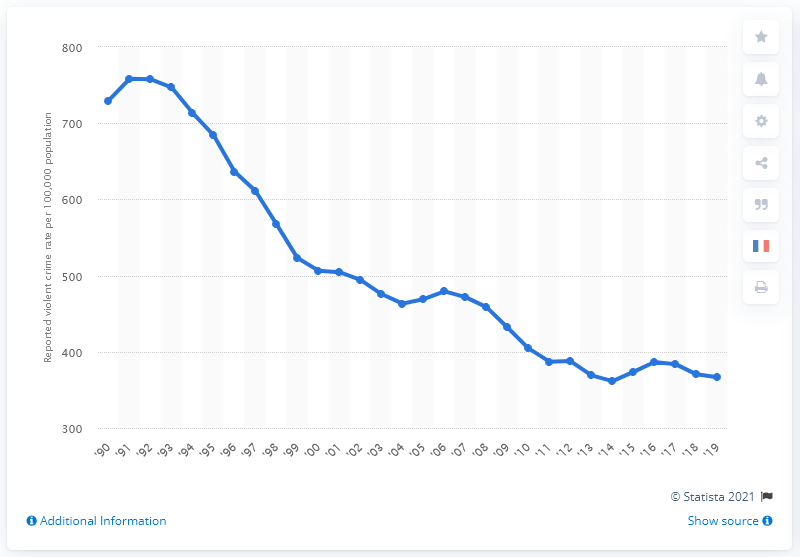 800
700
600
500
400
300
Reported violent crime rate per 100,000 population
'90 '91 '92 '93 '94 '95 '96 '97 '98 '99 '00 '01 '02 '03 '04 '05 '06 '07 '08 '09 '10 '11 '12 '13 '14 '15 '16 '17 '18 '19
© Statista 2021
Additional Information
Show source